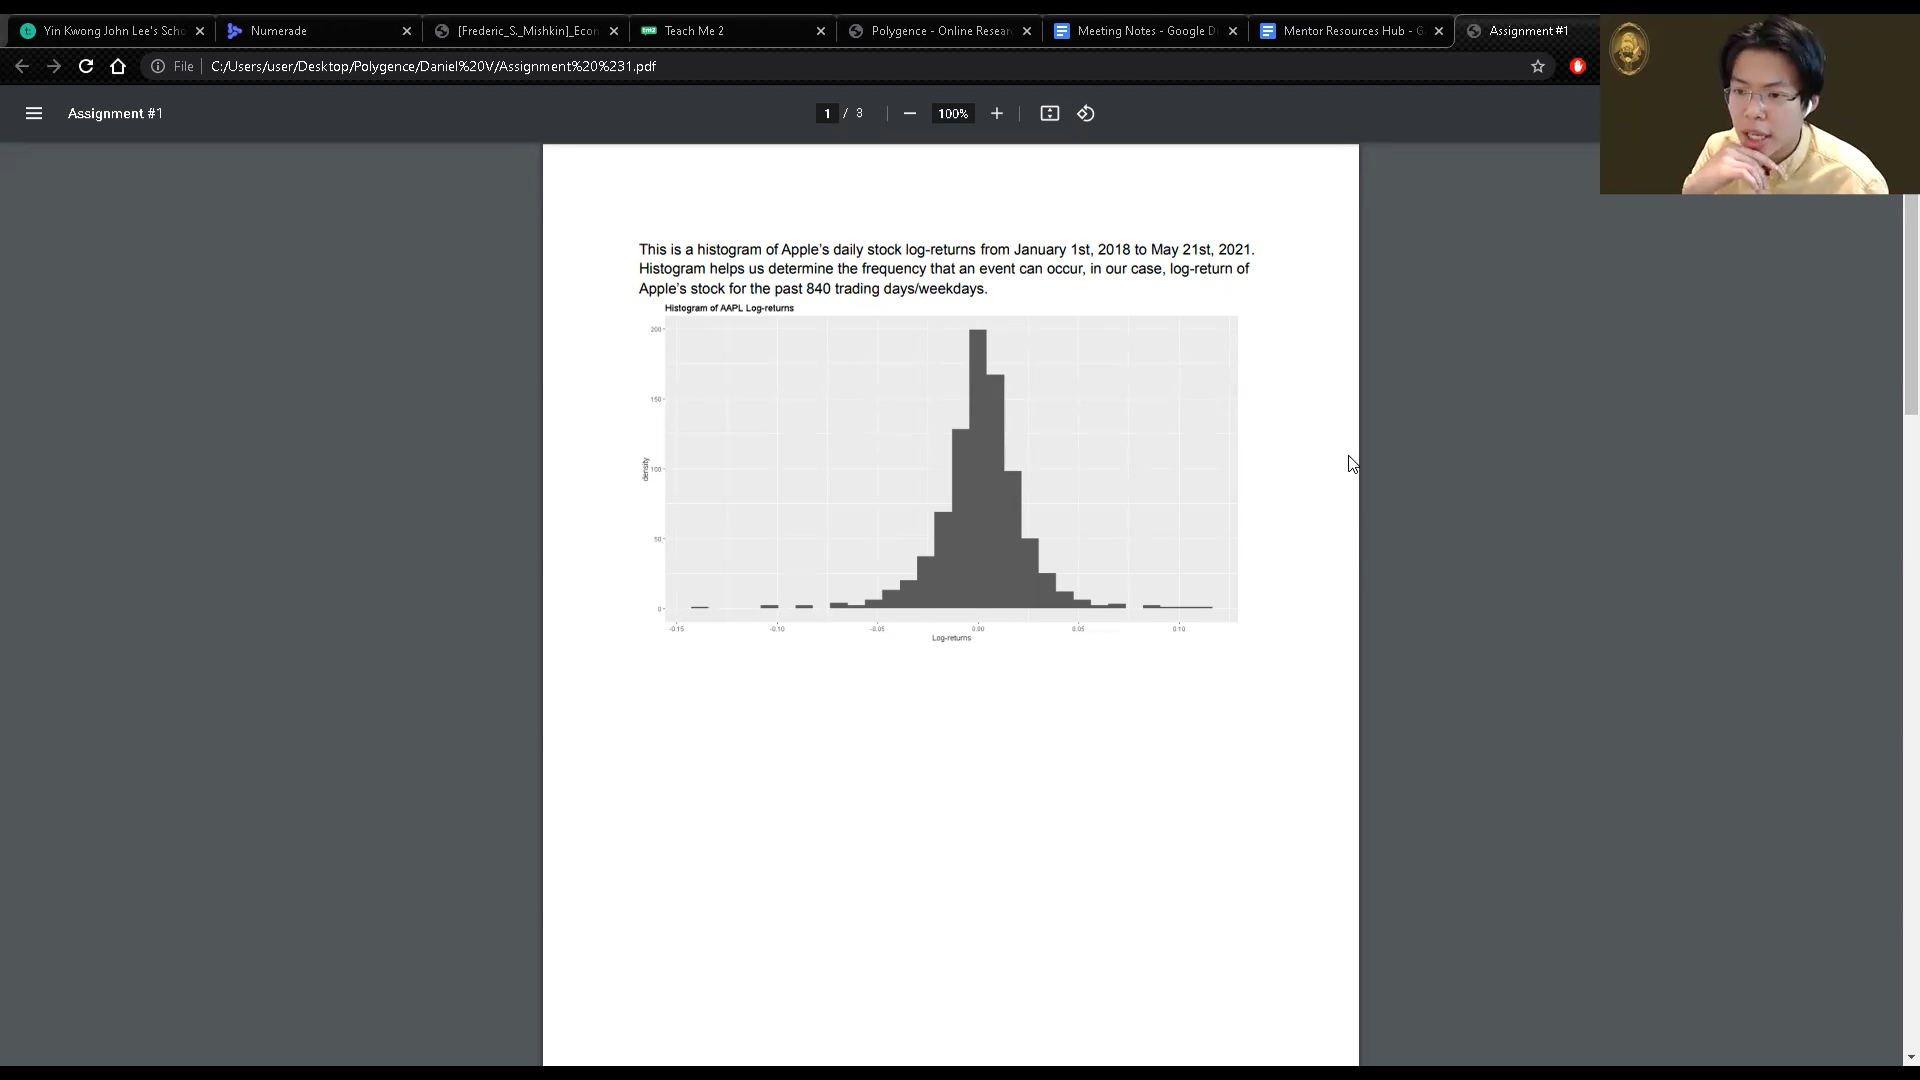 Yin Kwong John Lee's Scho
Numerade
[Frederic_S._Mishkin]_Econ
Teach Me 2
Polygence - Online Resear
Meeting Notes - Google D
Mentor Resources Hub - G
Assignment #1
File
C:/Users/user/Desktop/Polygence/Daniel%20V/Assignment%20%231.pdf
Assignment #1
1 / 3
100%
This is a histogram of Apple's daily stock log-returns from January 1st, 2018 to May 21st, 2021.
Histogram helps us determine the frequency that an event can occur, in our case, log-return of
Apple's stock for the past 840 trading days/weekdays.
Histogram of AAPL Log-returns
200
150
100
50
0
density
-0.15 -0.10 -0.05 0.00 0.05 0.10
Log-returns